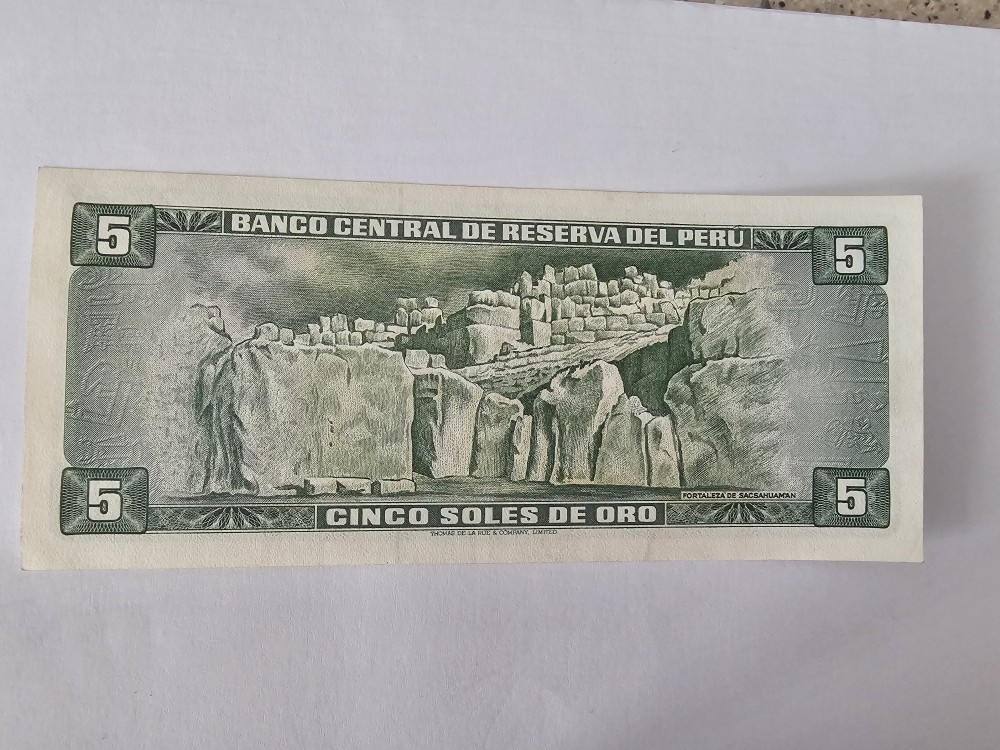 5
BANCO CENTRAL DE RESERVA DEL PERU
5
FORTALEZA DE SACSAHUAMAN
5
CINCO SOLES DE ORO
5
THOMAS DE LA RUE & COMPANY, LIMITED